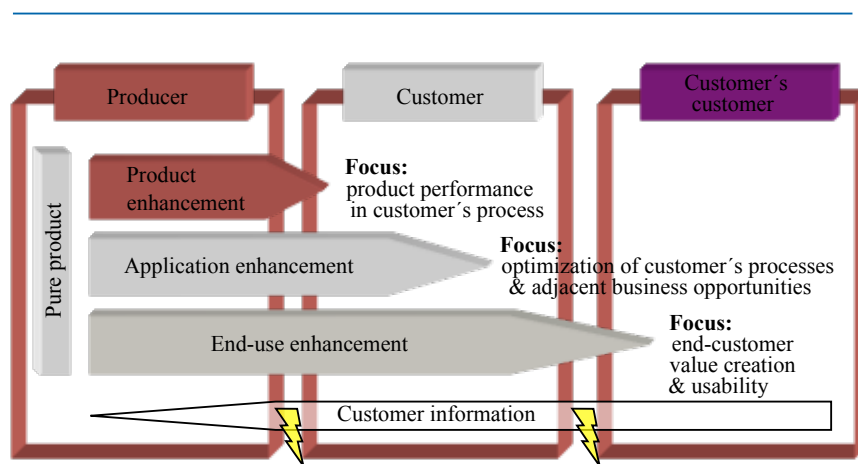 Producer
Customer
Customer´s
customer
Pure product
Product
enhancement
Focus:
product performance
in customer´s process
Application enhancement
Focus:
optimization of customer´s processes
& adjacent business opportunities
End-use enhancement
Focus:
end-customer
value creation
& usability
Customer information